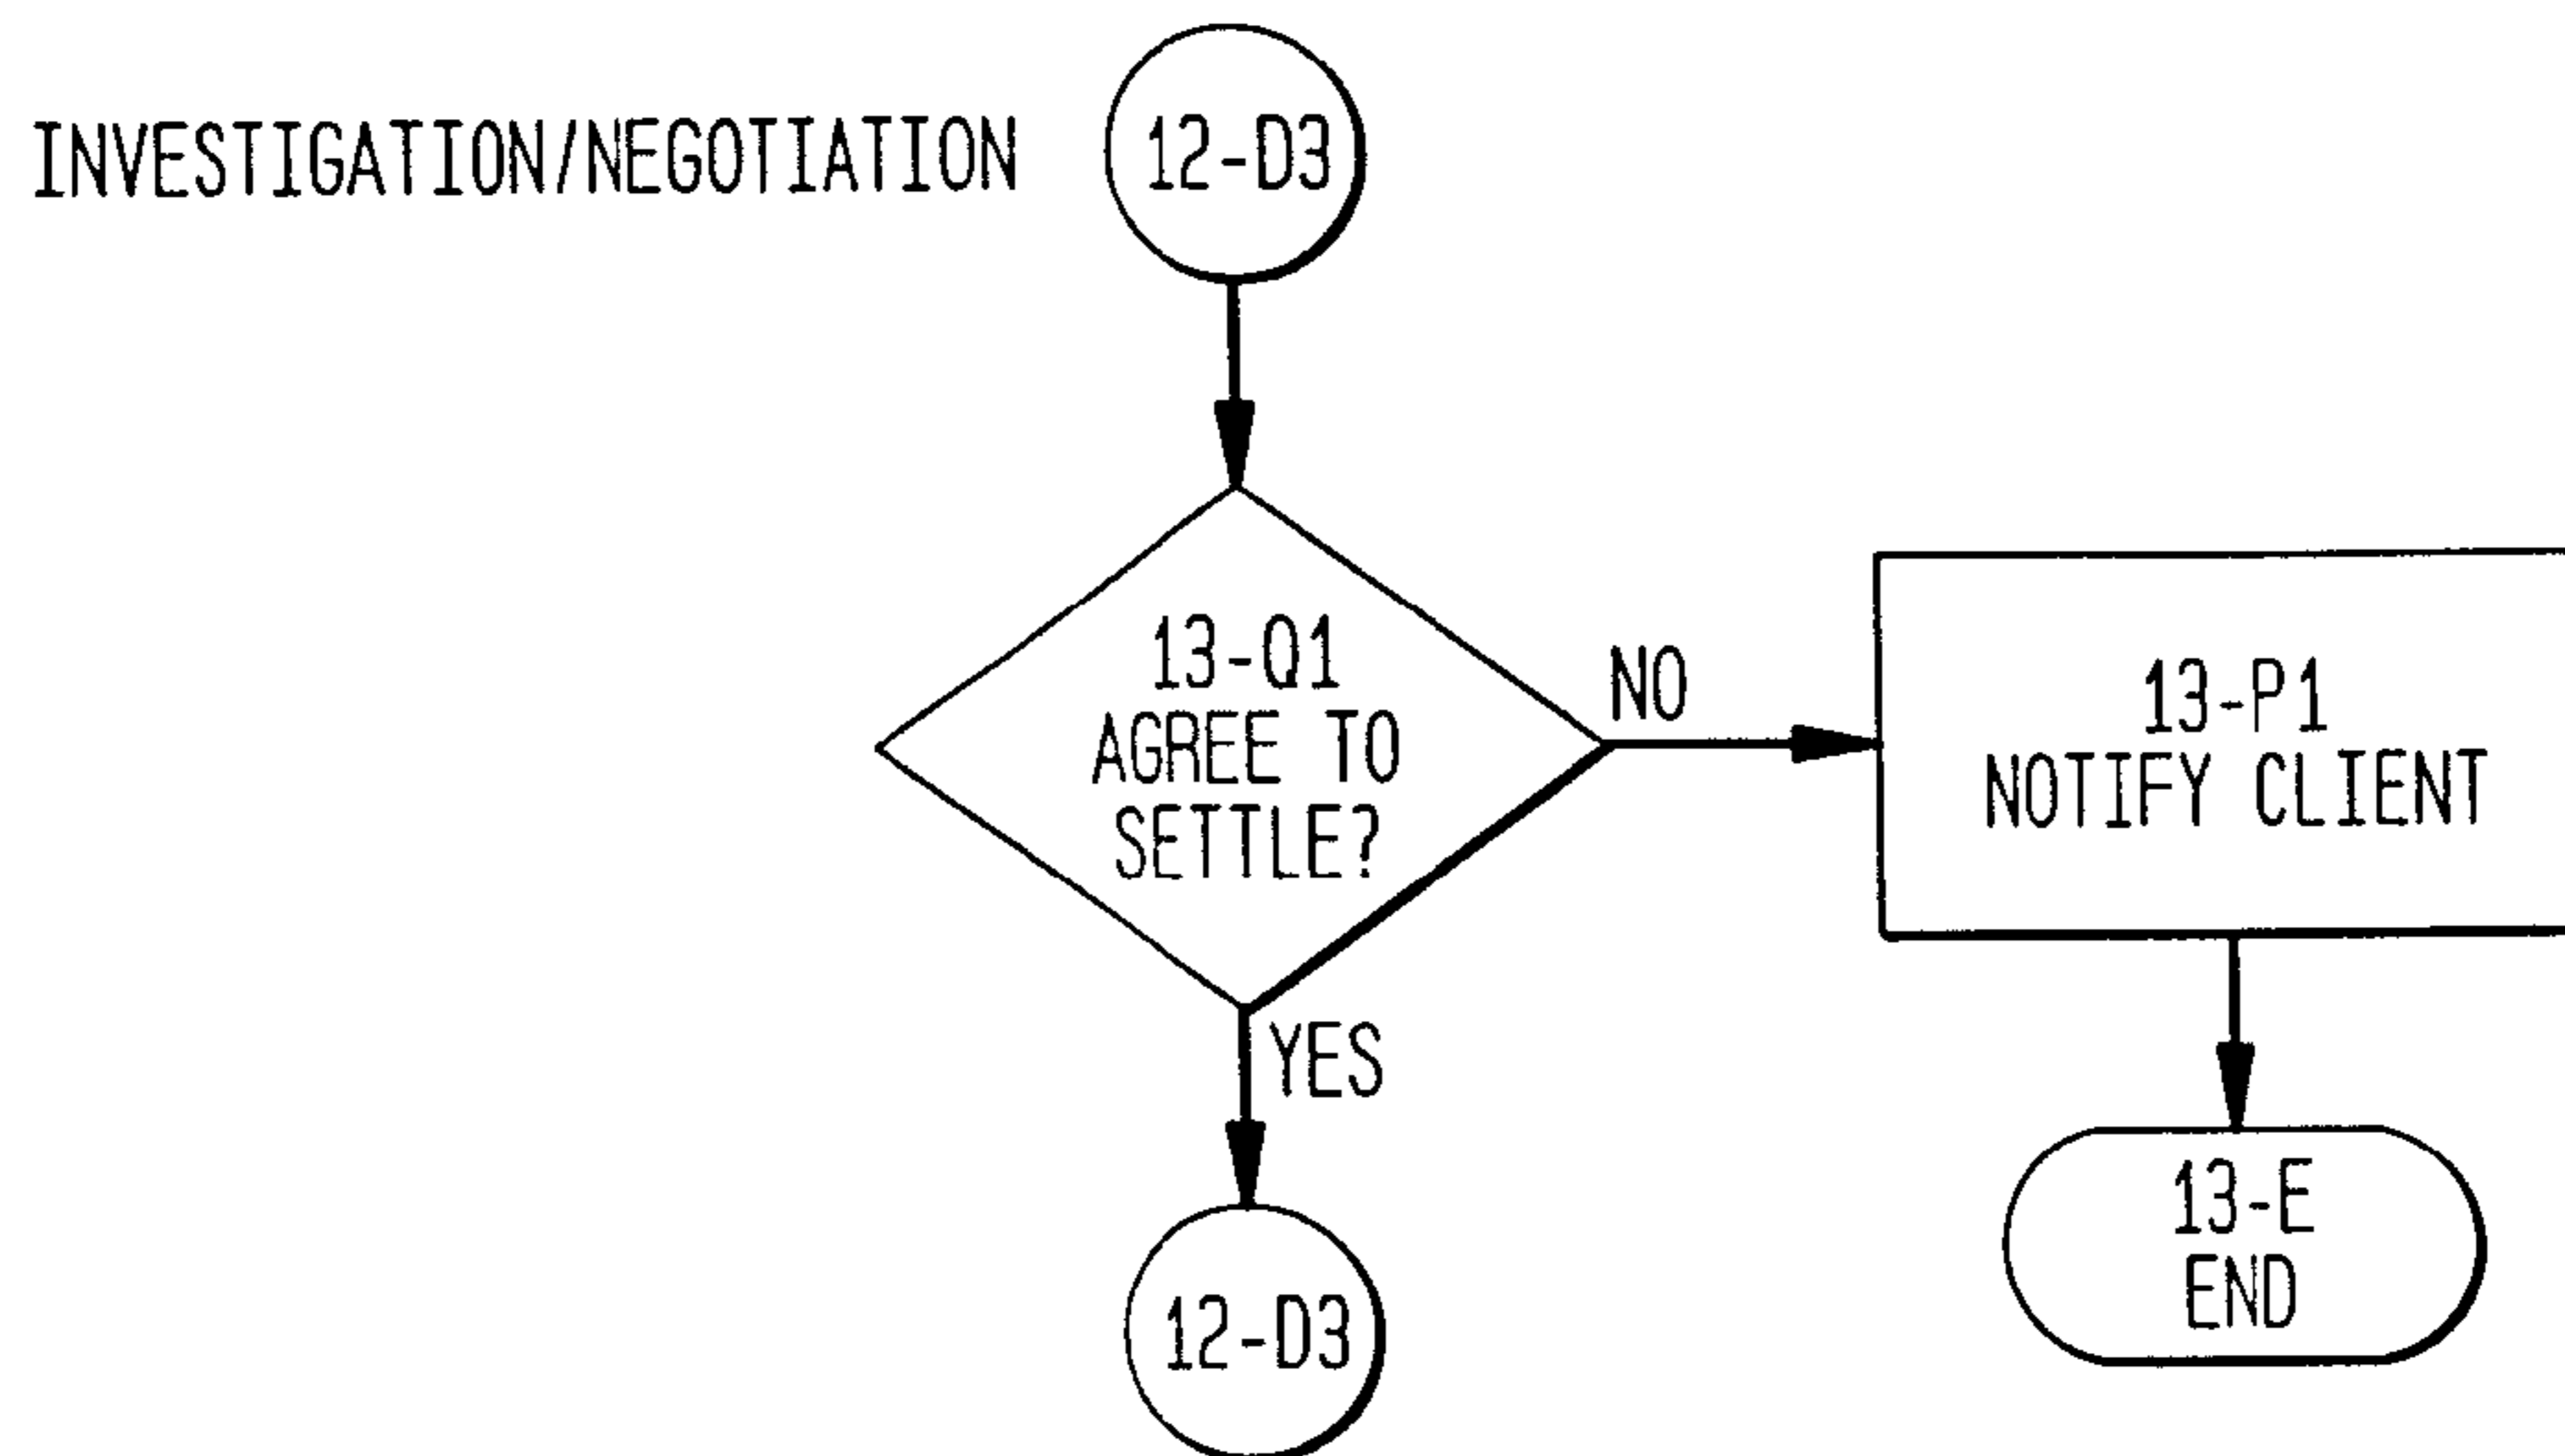 INVESTIGATION/NEGOTIATION
12-D3
13-Q1
AGREE TO
SETTLE?
NO
13-P1
NOTIFY CLIENT
YES
12-D3
13-E
END